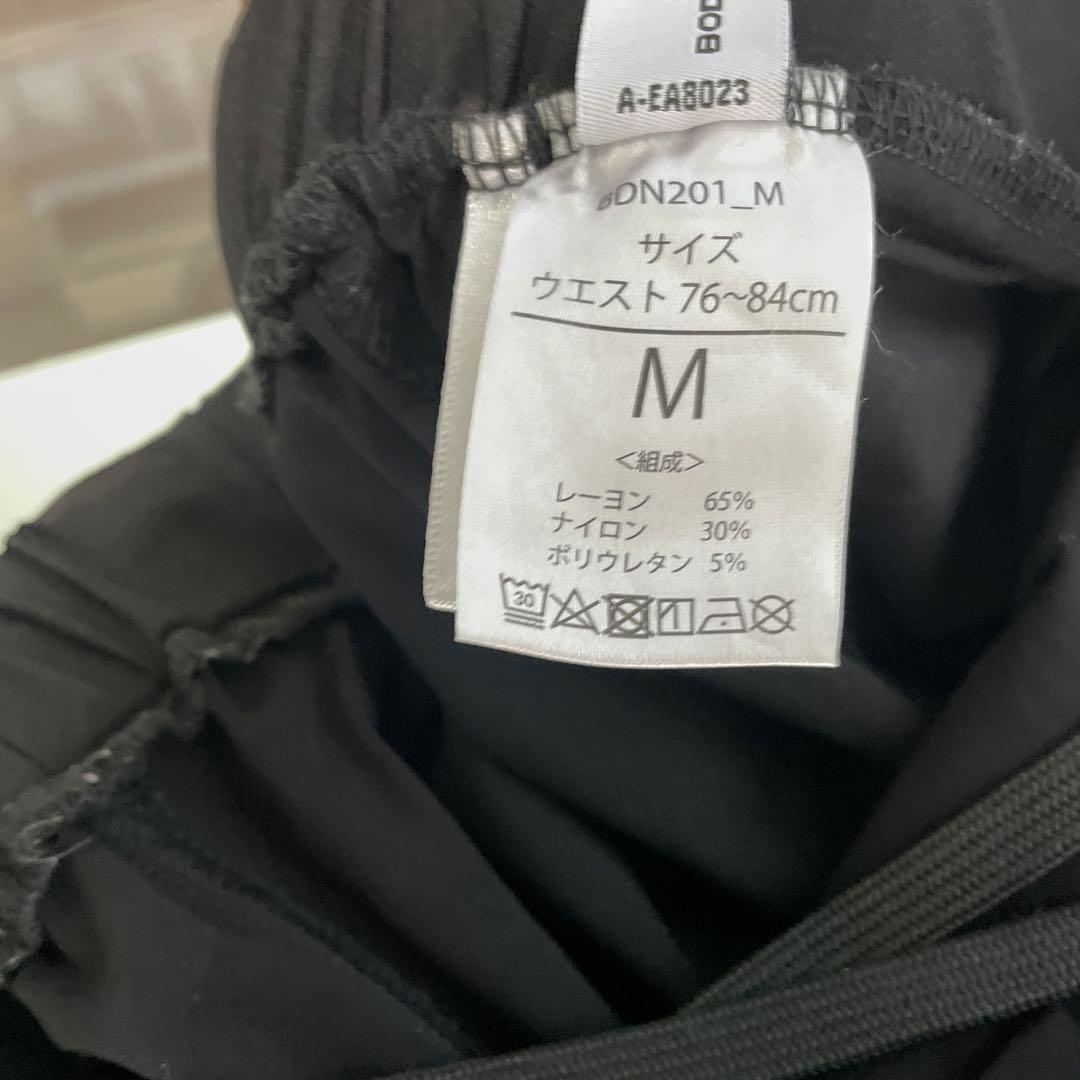 BOD
A-EA8023
BDN201_M
サイズ
ウエスト 76~84cm
M
<組成>
レーヨン 65%
ナイロン 30%
ポリウレタン 5%
30